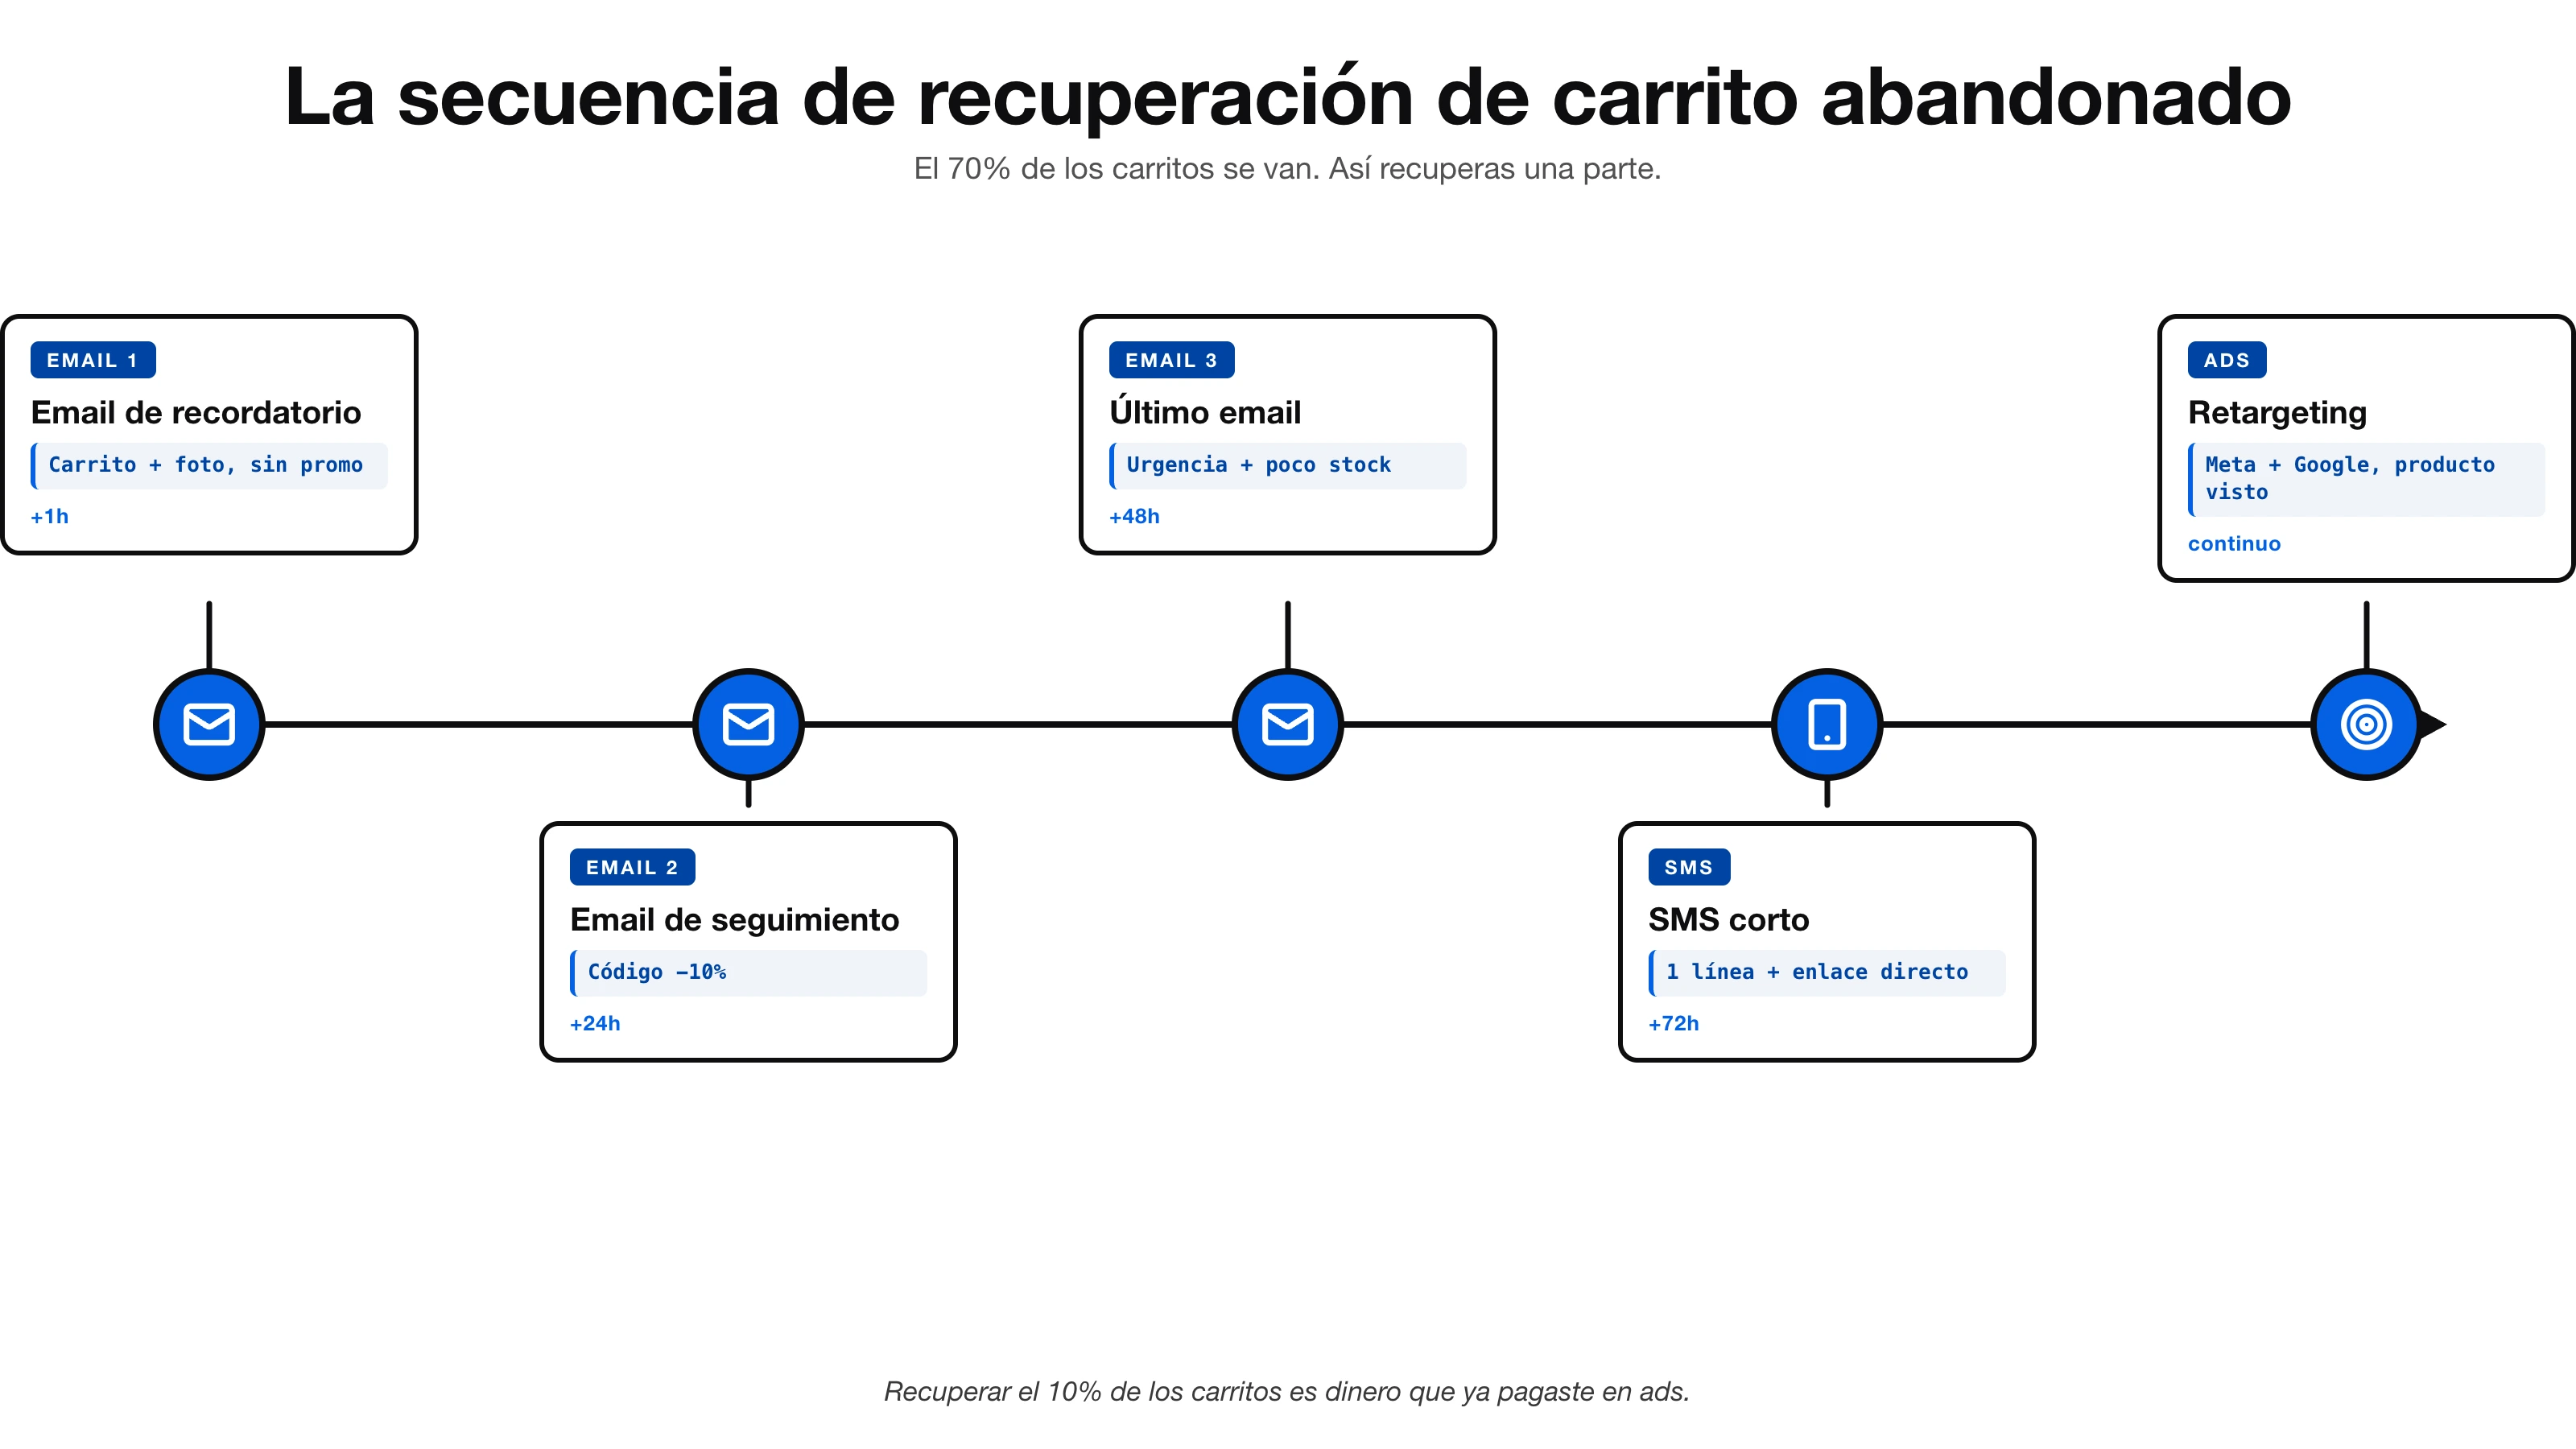 La secuencia de recuperación de carrito abandonado
El 70% de los carritos se van. Así recuperas una parte.
EMAIL 1
Email de recordatorio
Carrito + foto, sin promo
+1h
EMAIL 2
Email de seguimiento
Código −10%
+24h
EMAIL 3
Último email
Urgencia + poco stock
+48h
SMS
SMS corto
1 línea + enlace directo
+72h
ADS
Retargeting
Meta + Google, producto
visto
continuo
Recuperar el 10% de los carritos es dinero que ya pagaste en ads.